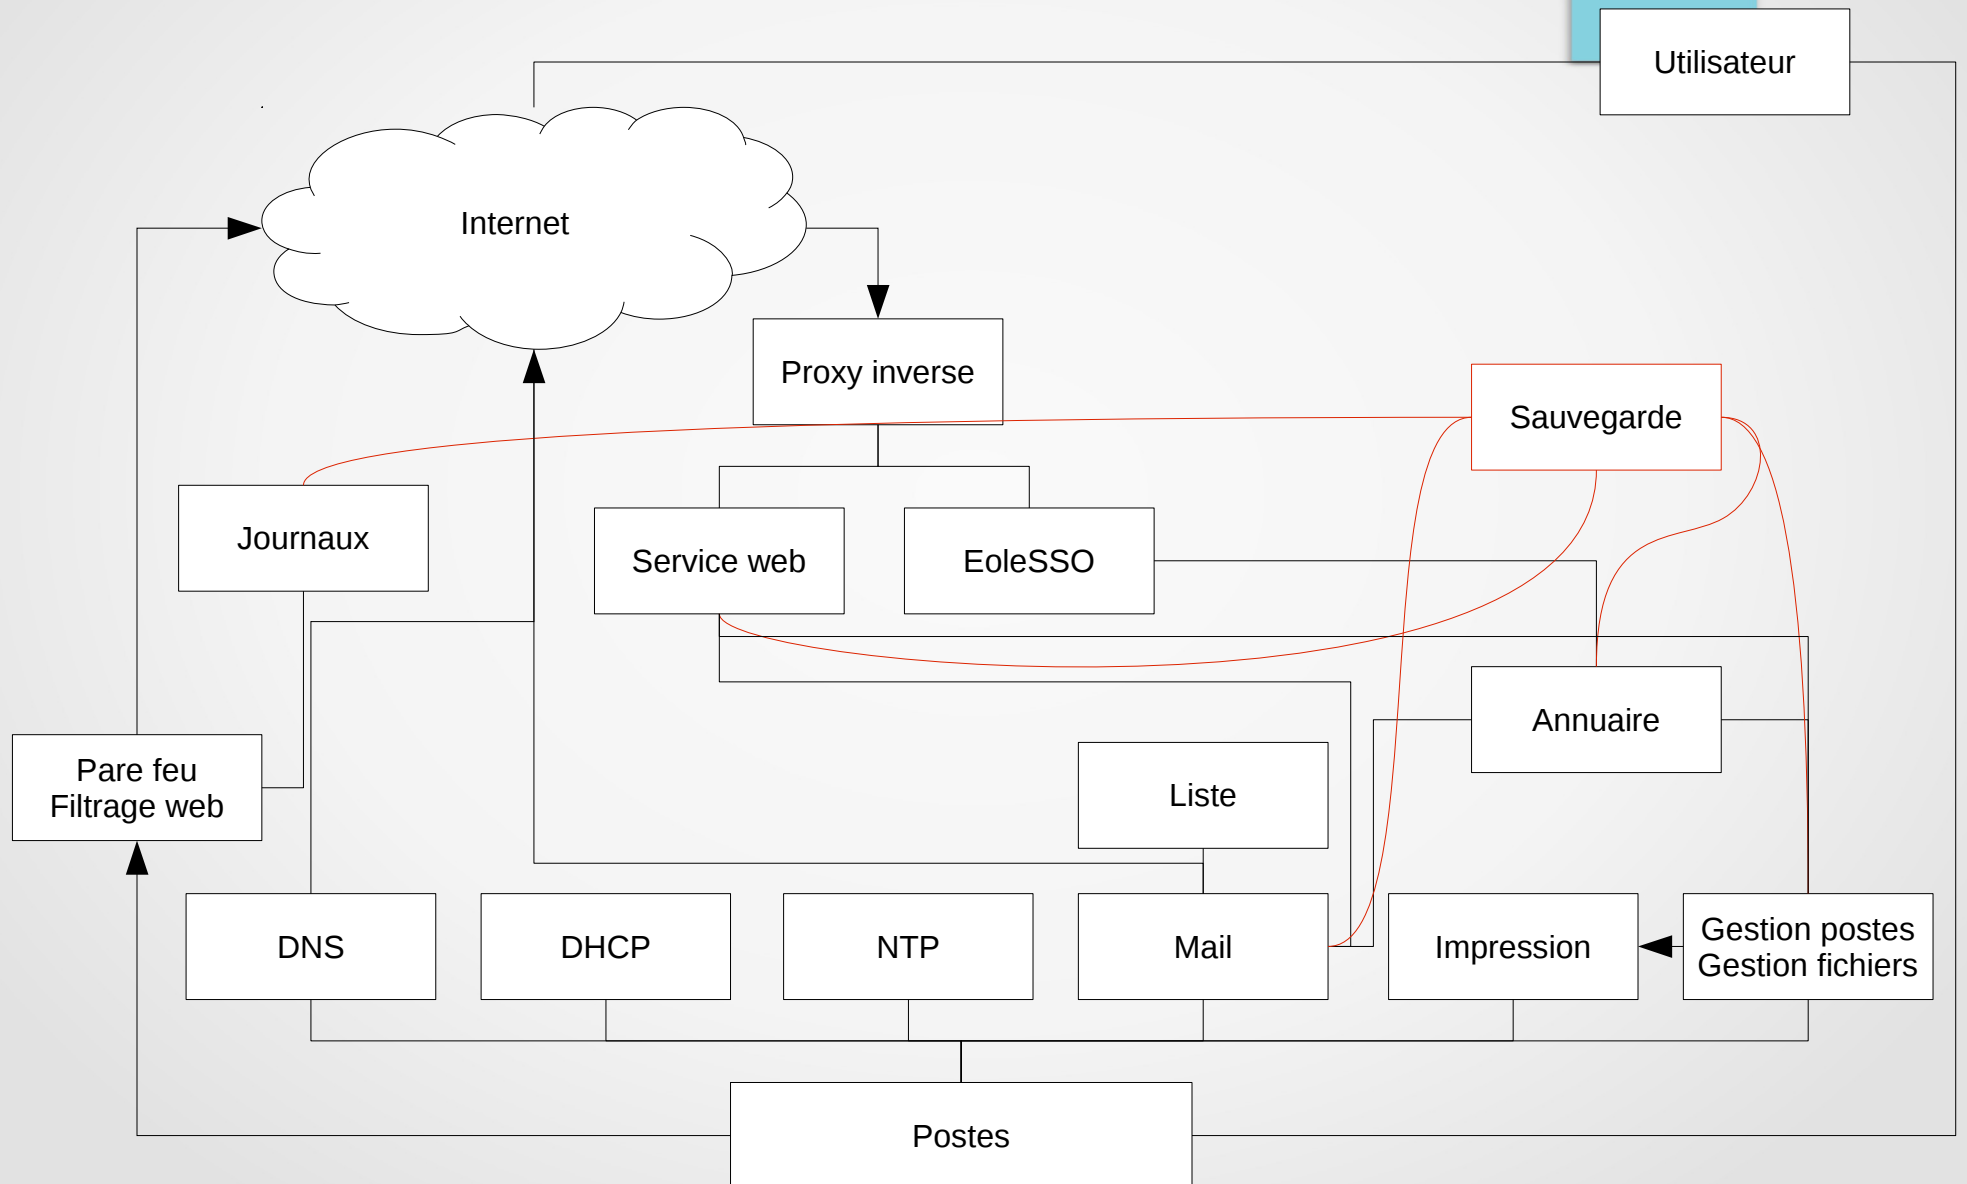 Utilisateur
Internet
Proxy inverse
Sauvegarde
Journaux
Service web
EoleSSO
Annuaire
Pare feu
Filtrage web
Liste
DNS
DHCP
NTP
Mail
Impression
Gestion postes
Gestion fichiers
Postes